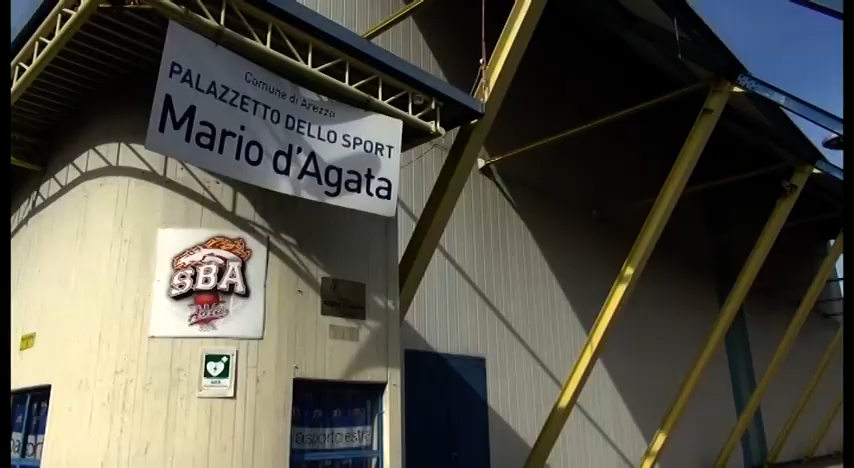 Comune di Arezzo
PALAZZETTO DELLO SPORT
Mario d'Agata
SBA